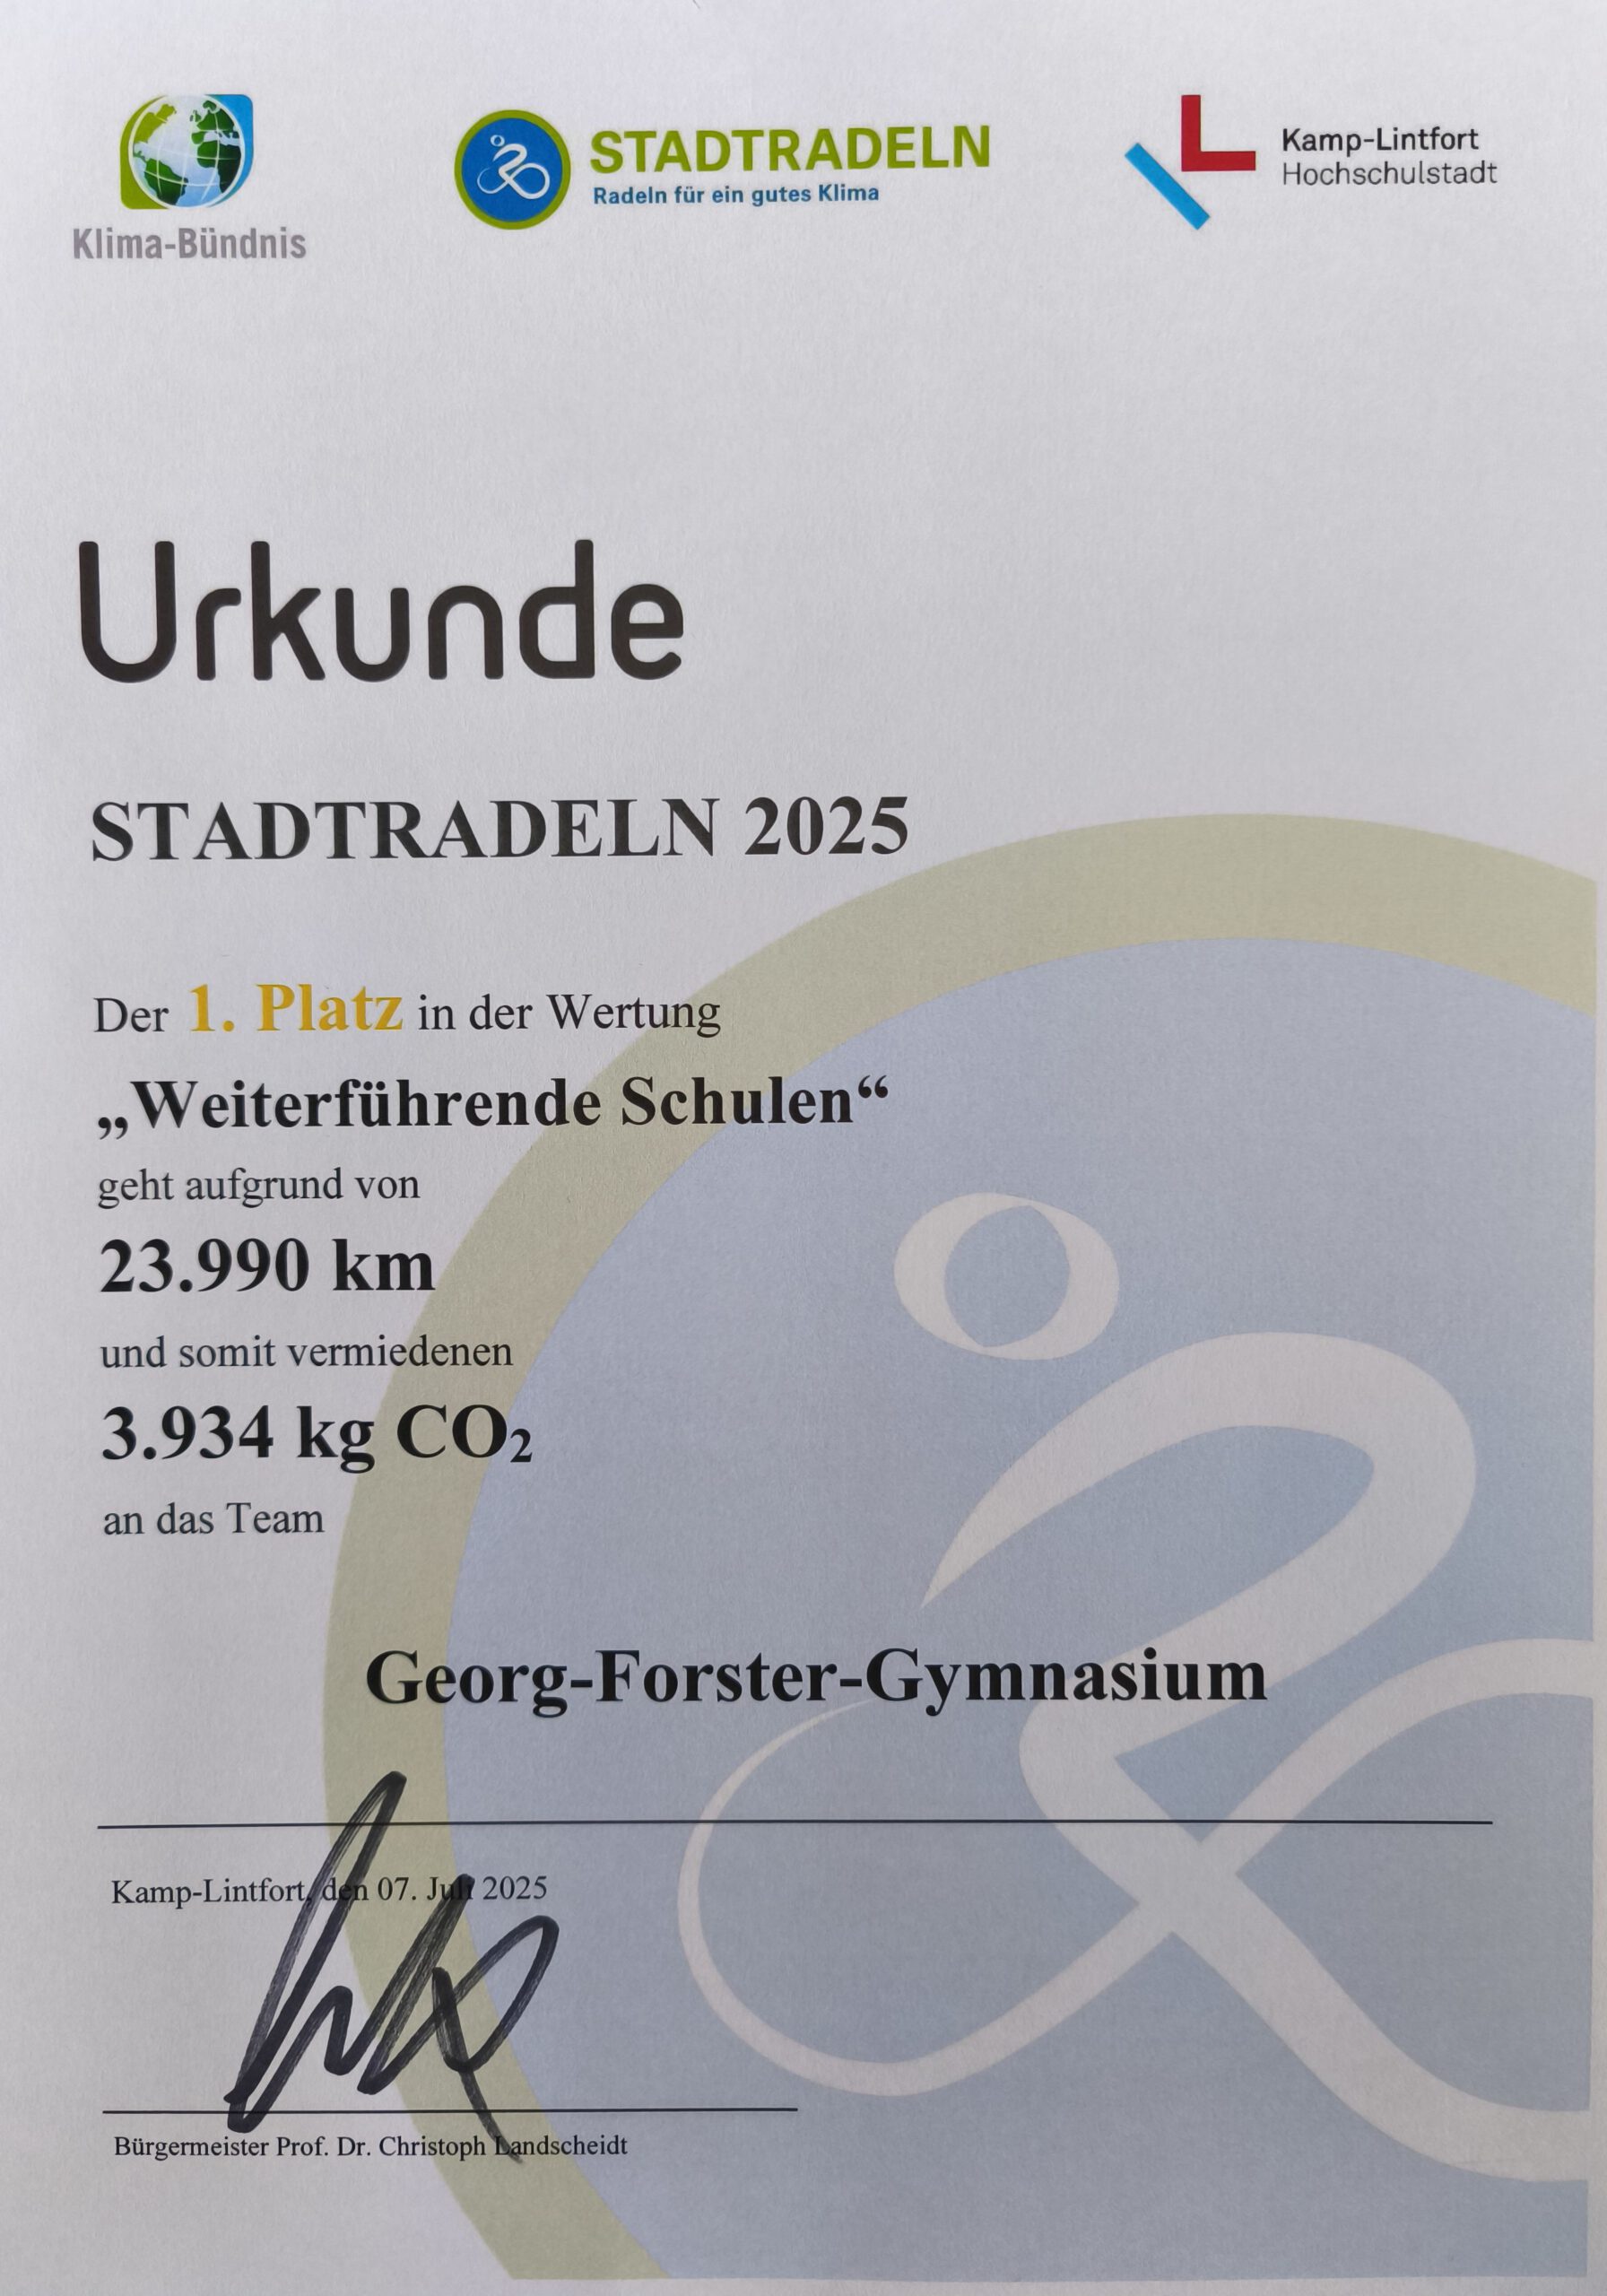 Klima-Bündnis
STADTRADELN
Radeln für ein gutes Klima
Kamp-Lintfort
Hochschulstadt
Urkunde
STADTRADELN 2025
Der 1. Platz in der Wertung
„Weiterführende Schulen“
geht aufgrund von
23.990 km
und somit vermiedenen
3.934 kg CO₂
an das Team
Georg-Forster-Gymnasium
Kamp-Lintfort, den 07. Juli 2025
Bürgermeister Prof. Dr. Christoph Landscheidt